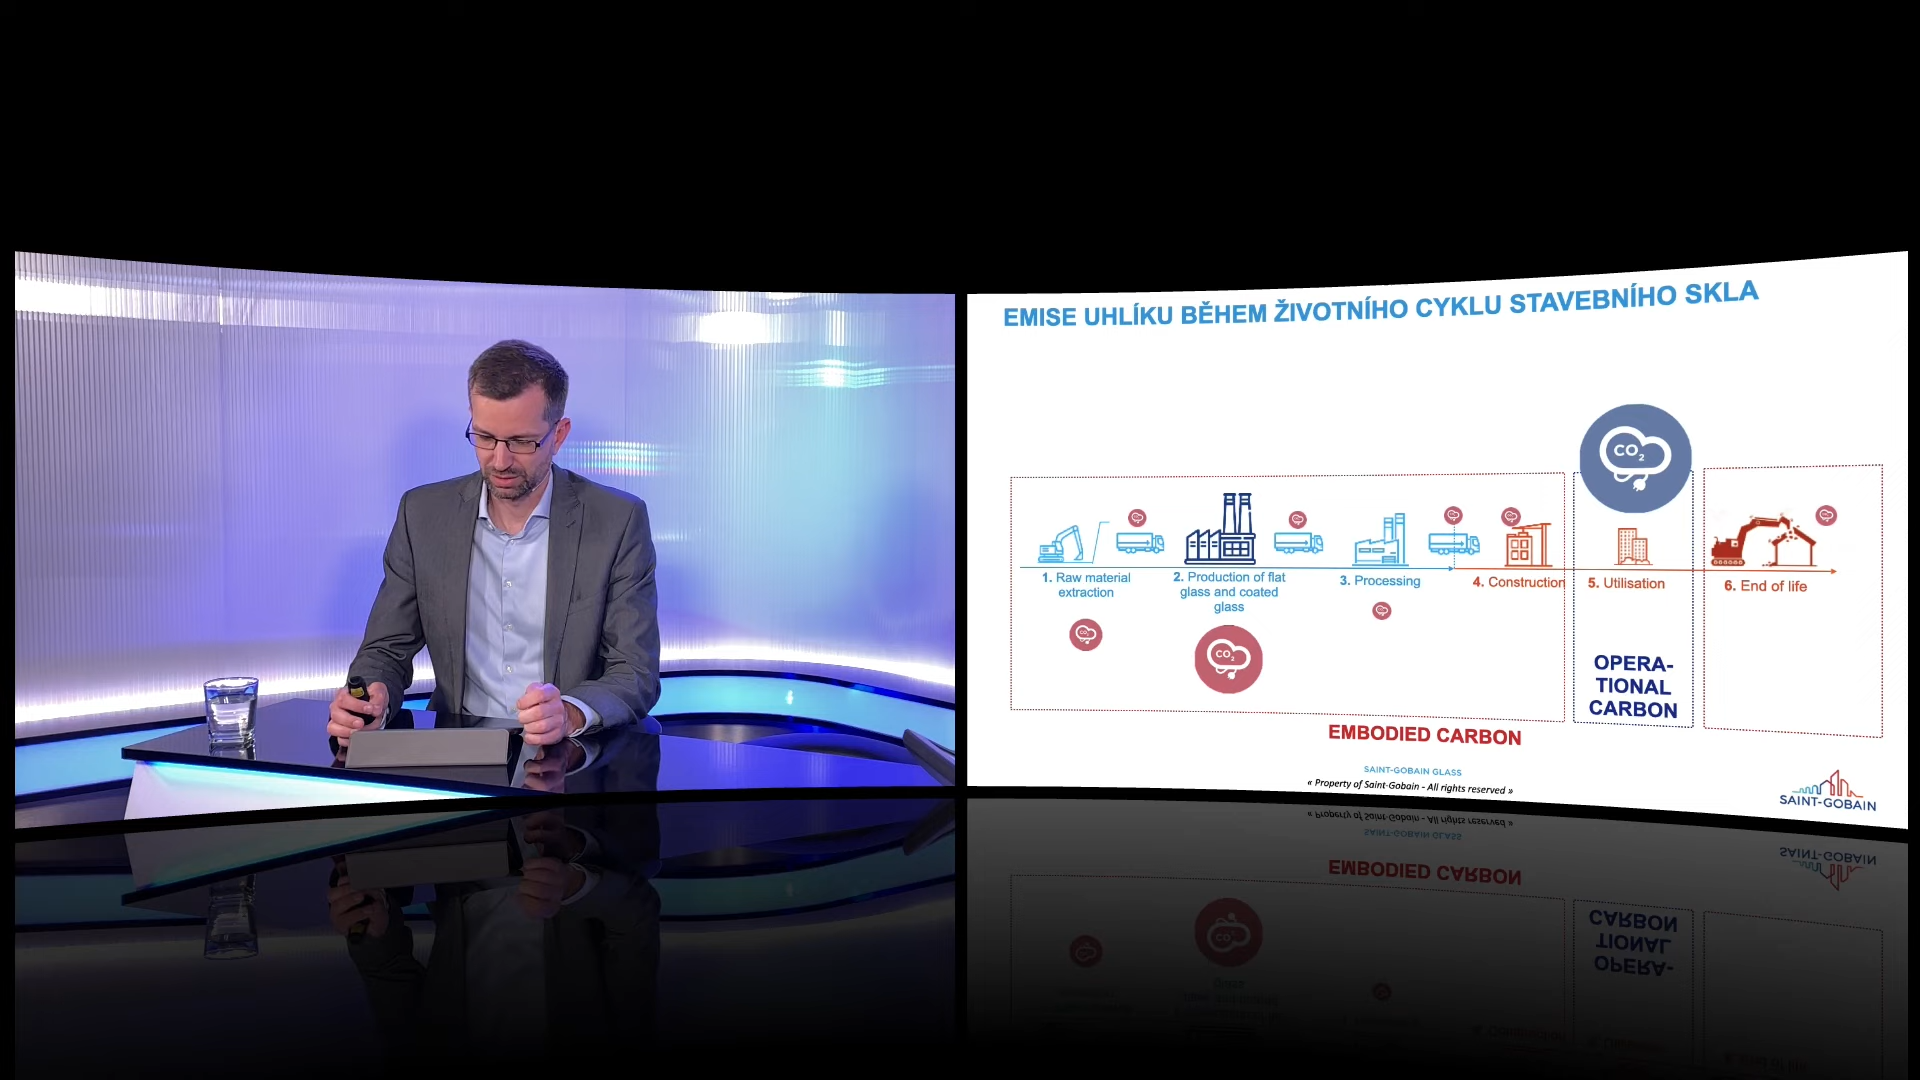 EMISE UHLÍKU BĚHEM ŽIVOTNÍHO CYKLU STAVEBNÍHO SKLA
CO2
1. Raw material
extraction
2. Production of flat
glass and coated
glass
3. Processing
4. Construction
5. Utilisation
6. End of life
CO2
CO2
OPERA-
TIONAL
CARBON
EMBODIED CARBON
SAINT-GOBAIN GLASS
« Property of Saint-Gobain - All rights reserved »
SAINT-GOBAIN